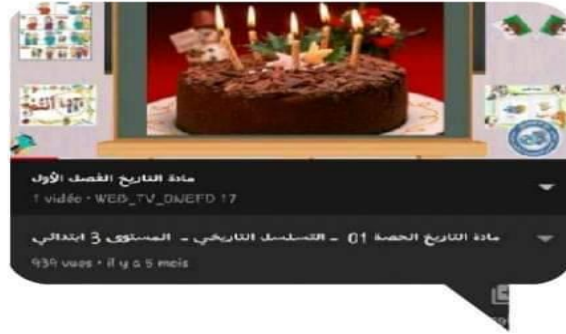 مادة التاريخ الفصل الأول
1 vidéo • WEB_TV_ONEFD 17
مادة التاريخ الحصة 01 - التسلسل التاريخي - المستوى 3 ابتدائي
939 vues • il y a 5 mois